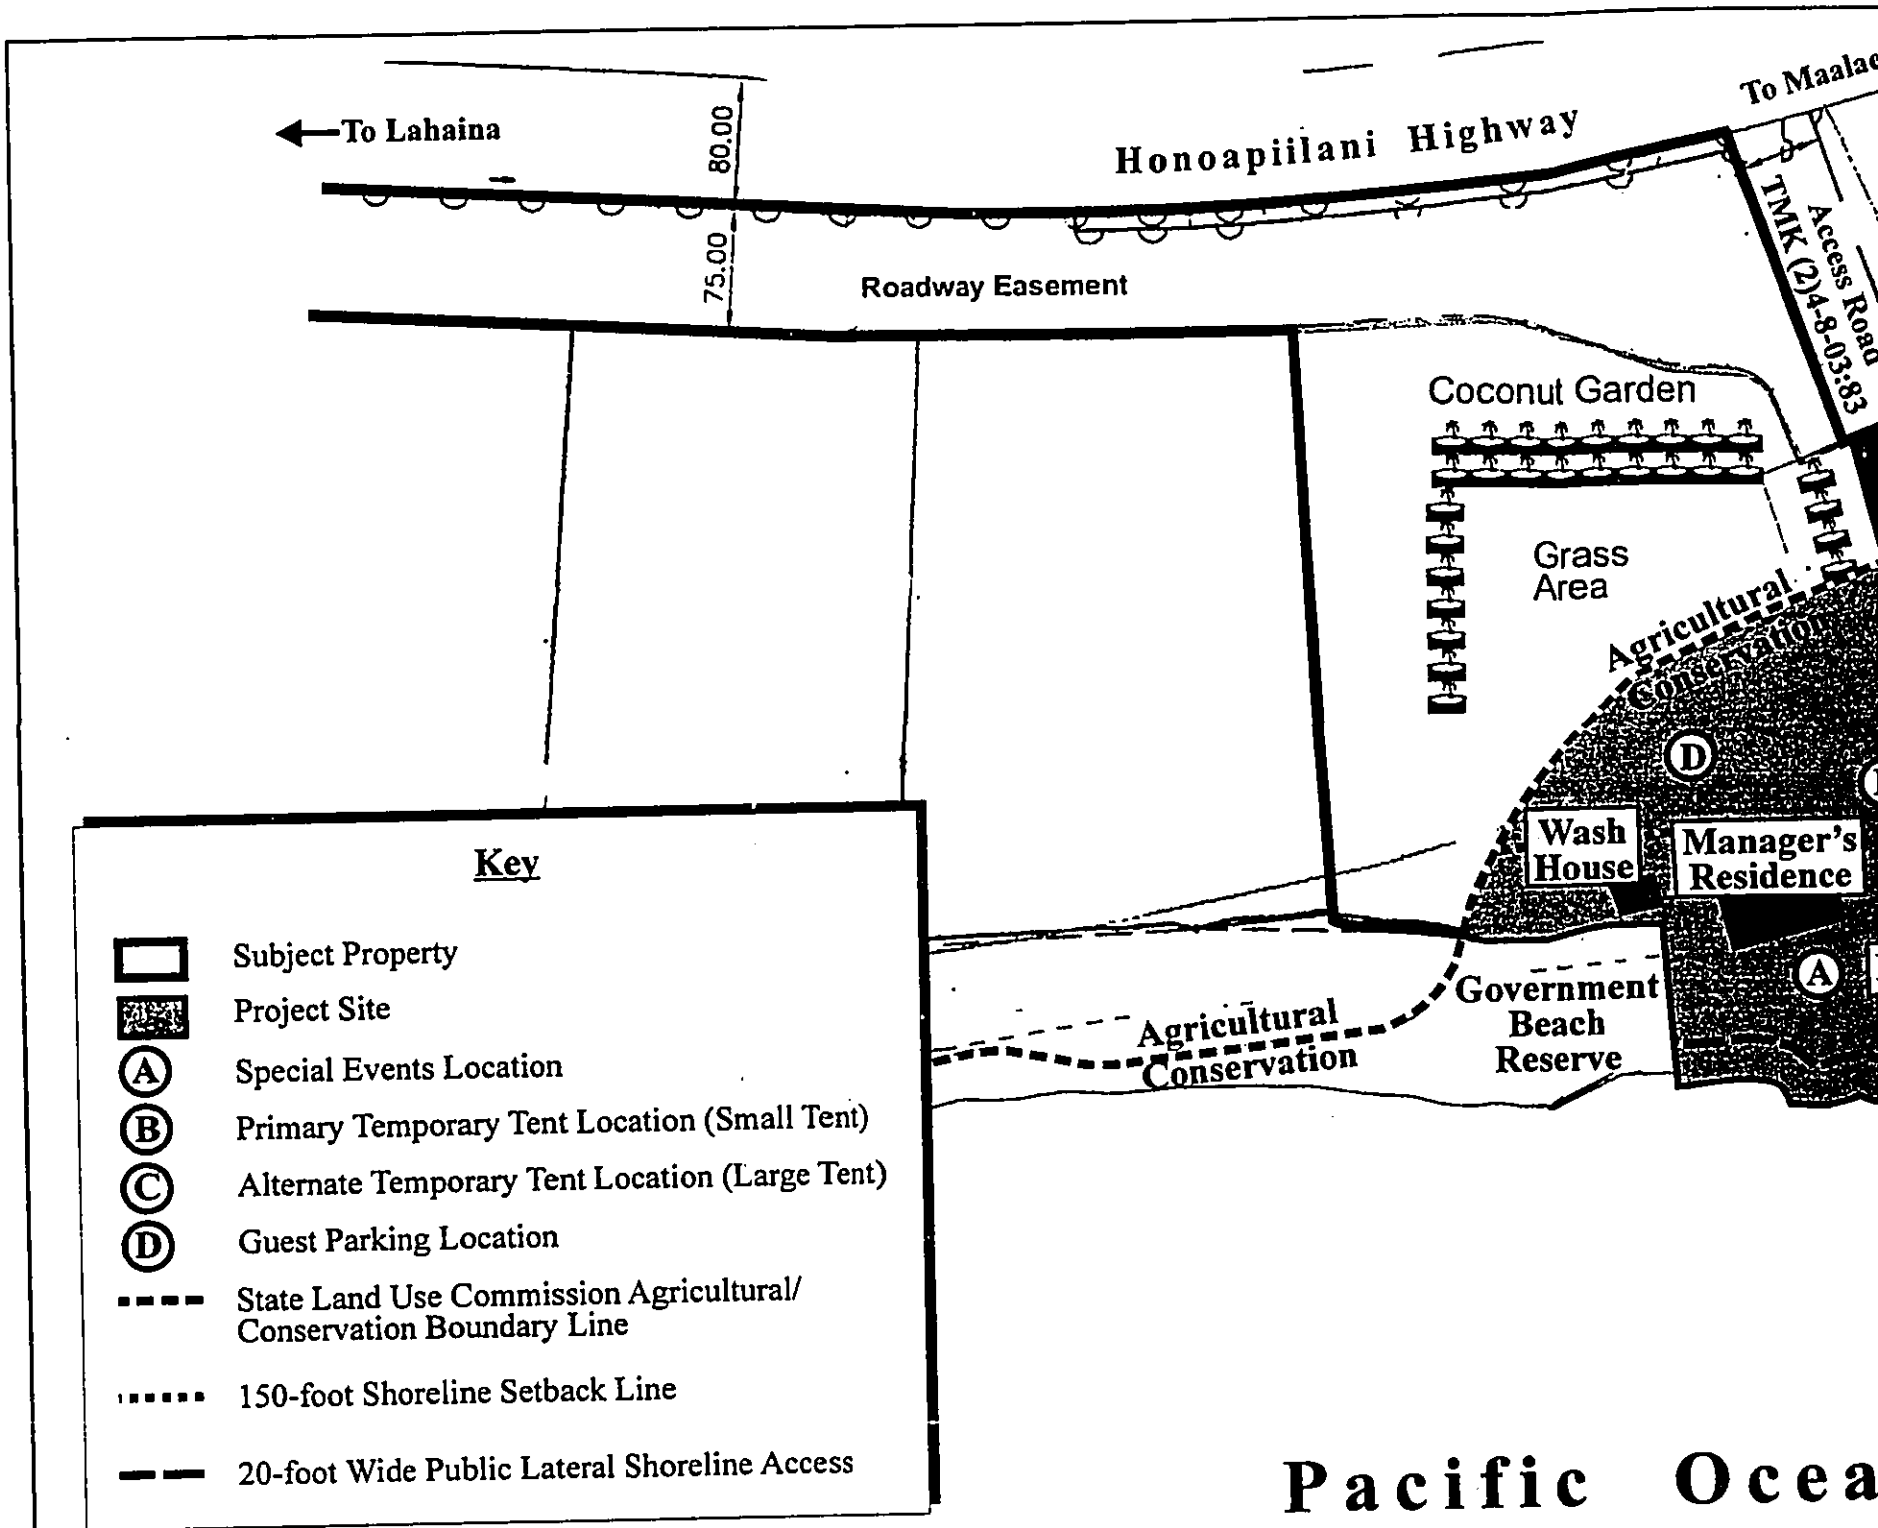 To Maalac
To Lahaina
80.00
Honoapiilani Highway
75.00
Roadway Easement
Access Road
TMK (2)4-8-03:83
Coconut Garden
Grass
Area
Agricultural
Conservation
D
Wash
House
Manager's
Residence
A
Government
Beach
Reserve
Agricultural
Conservation
Key
Subject Property
Project Site
A Special Events Location
B Primary Temporary Tent Location (Small Tent)
C Alternate Temporary Tent Location (Large Tent)
D Guest Parking Location
State Land Use Commission Agricultural/
Conservation Boundary Line
150-foot Shoreline Setback Line
20-foot Wide Public Lateral Shoreline Access
Pacific Ocea